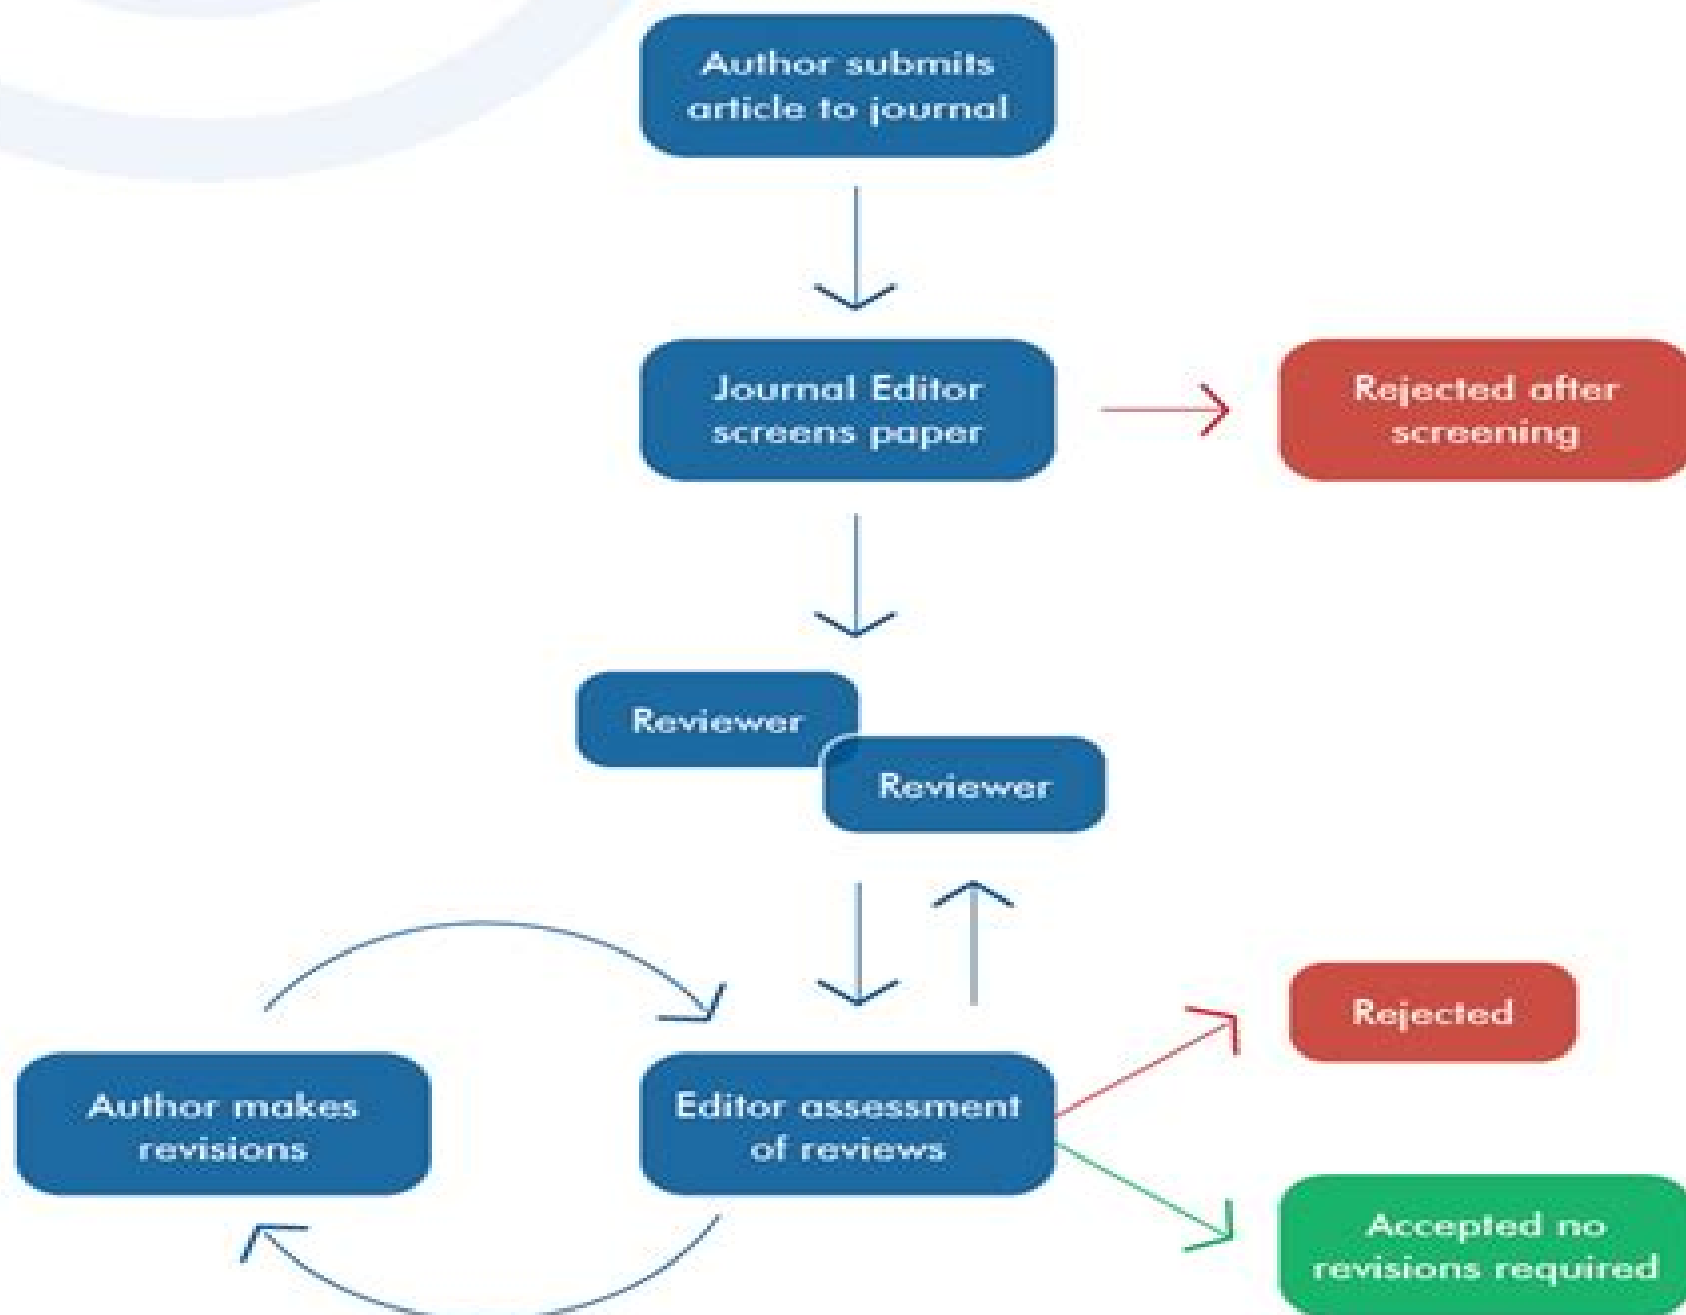 Author submits
article to journal
Journal Editor
screens paper
Rejected after
screening
Reviewer
Reviewer
Rejected
Author makes
revisions
Editor assessment
of reviews
Accepted no
revisions required